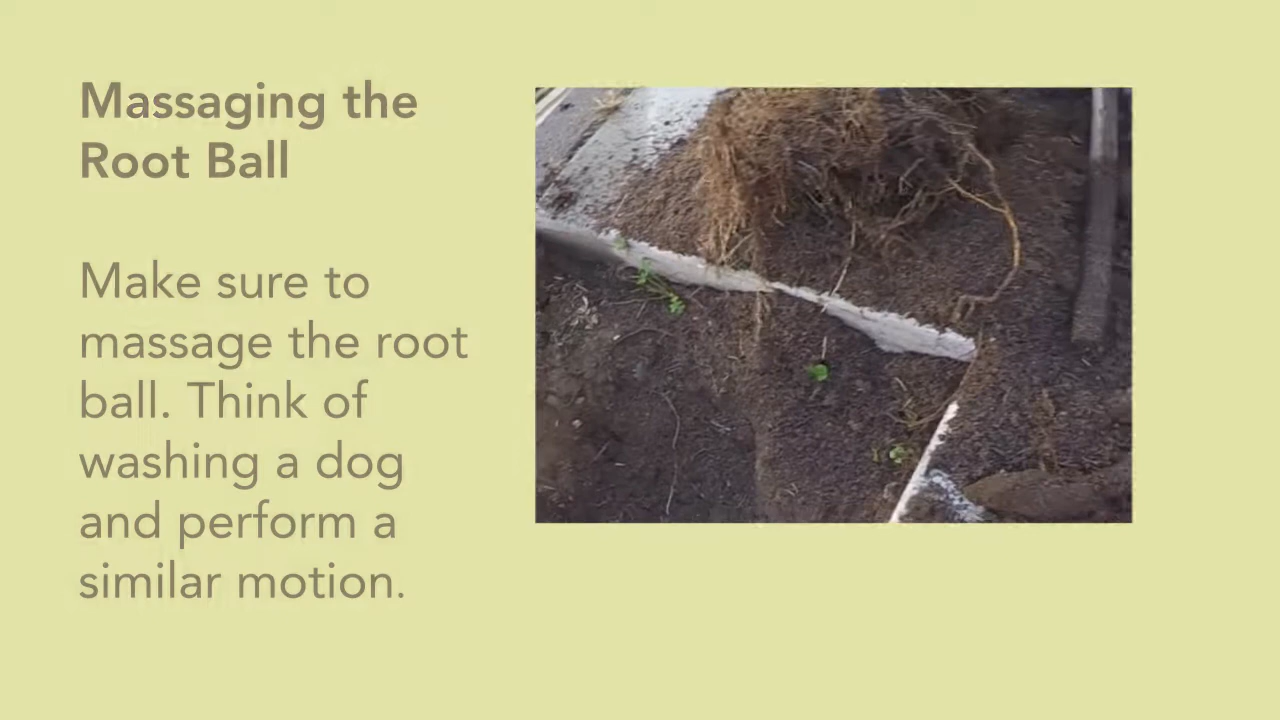 Massaging the
Root Ball
Make sure to
massage the root
ball. Think of
washing a dog
and perform a
similar motion.